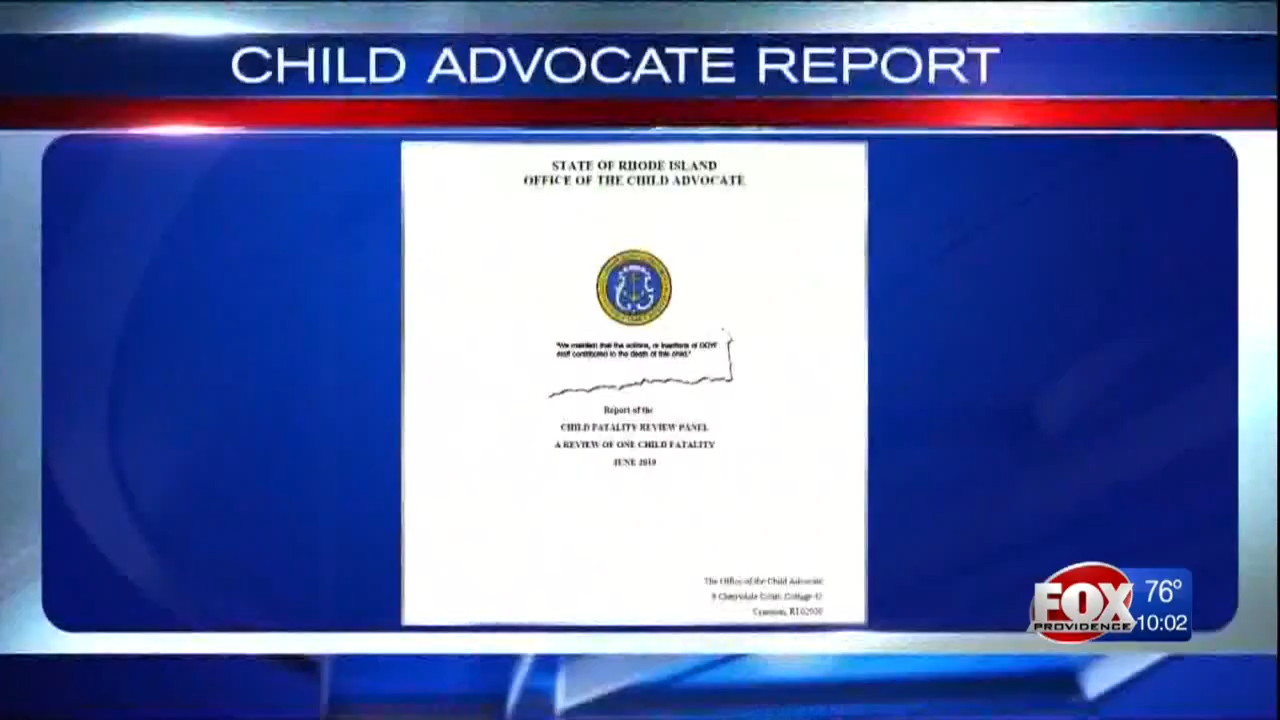 CHILD ADVOCATE REPORT
STATE OF RHODE ISLAND
OFFICE OF THE CHILD ADVOCATE
"We maintain that the actions, or inactions of DCYF
staff contributed to the death of this child."
Report of the
CHILD FATALITY REVIEW PANEL
A REVIEW OF ONE CHILD FATALITY
JUNE 2019
The Office of the Child Advocate
Cranston, RI
FOX
PROVIDENCE
76°
10:02